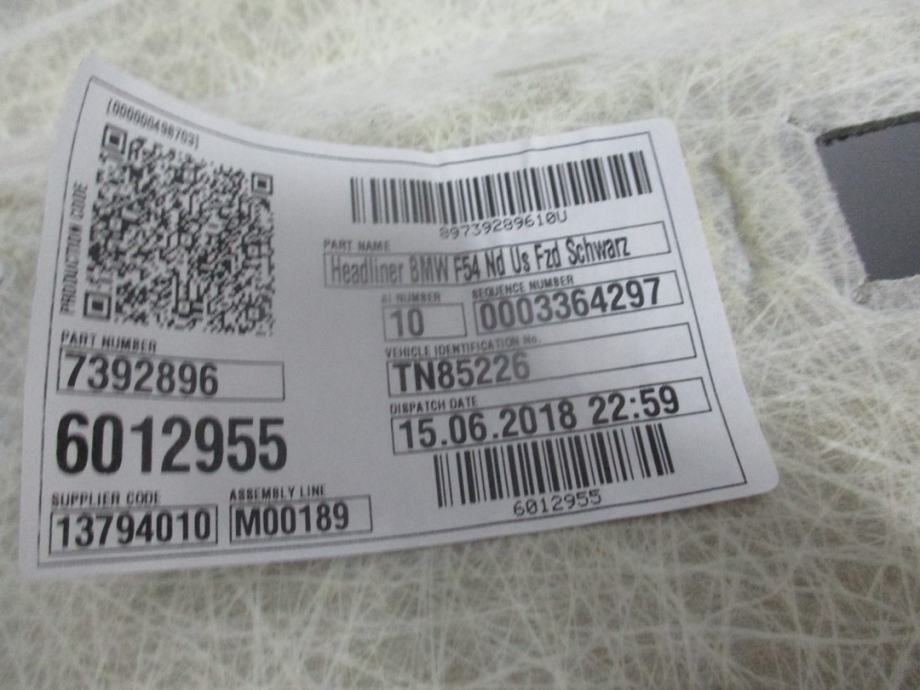 [000000498703]
PRODUCTION CODE
89739289610U
PART NAME
Headliner BMW F54 Nd Us Fzd Schwarz
AI NUMBER
10
SEQUENCE NUMBER
0003364297
PART NUMBER
7392896
VEHICLE IDENTIFICATION No.
TN85226
6012955
DISPATCH DATE
15.06.2018 22:59
SUPPLIER CODE
13794010
ASSEMBLY LINE
M00189
6012955